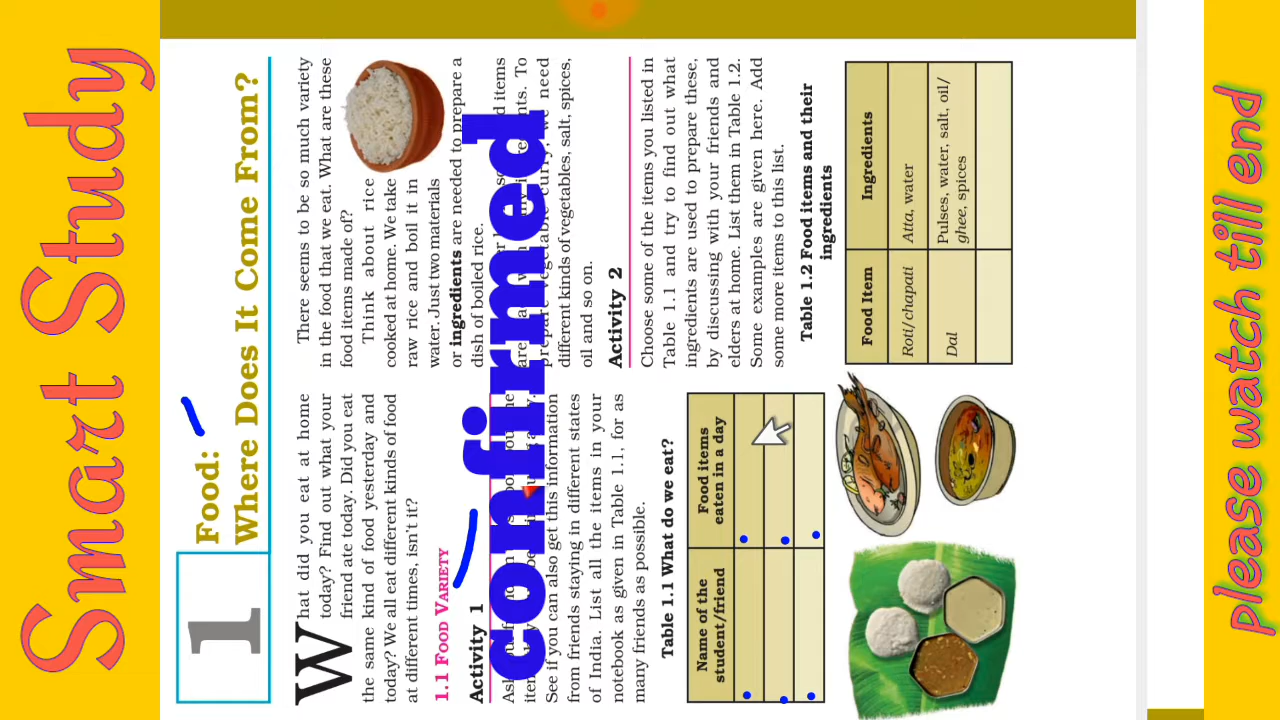 Smart Study
1
Food:
Where Does It Come From?
What did you eat at home
today? Find out what your
friend ate today. Did you eat
the same kind of food yesterday and
today? We all eat different kinds of food
at different times, isn't it?
1.1 FOOD VARIETY
Activity 1
See if you can also get this information
from friends staying in different states
of India. List all the items in your
notebook as given in Table 1.1, for as
many friends as possible.
Table 1.1 What do we eat?
Name of the student/friend
Food items eaten in a day
There seems to be so much variety
in the food that we eat. What are these
food items made of?
Think about rice
cooked at home. We take
raw rice and boil it in
water. Just two materials
or ingredients are needed to prepare a
dish of boiled rice.
different kinds of vegetables, salt, spices,
oil and so on.
Activity 2
Choose some of the items you listed in
Table 1.1 and try to find out what
ingredients are used to prepare these,
by discussing with your friends and
elders at home. List them in Table 1.2.
Some examples are given here. Add
some more items to this list.
Table 1.2 Food items and their
ingredients
Food Item
Ingredients
Roti/chapati
Atta, water
Dal
Pulses, water, salt, oil/
ghee, spices
confirmed
please watch till end